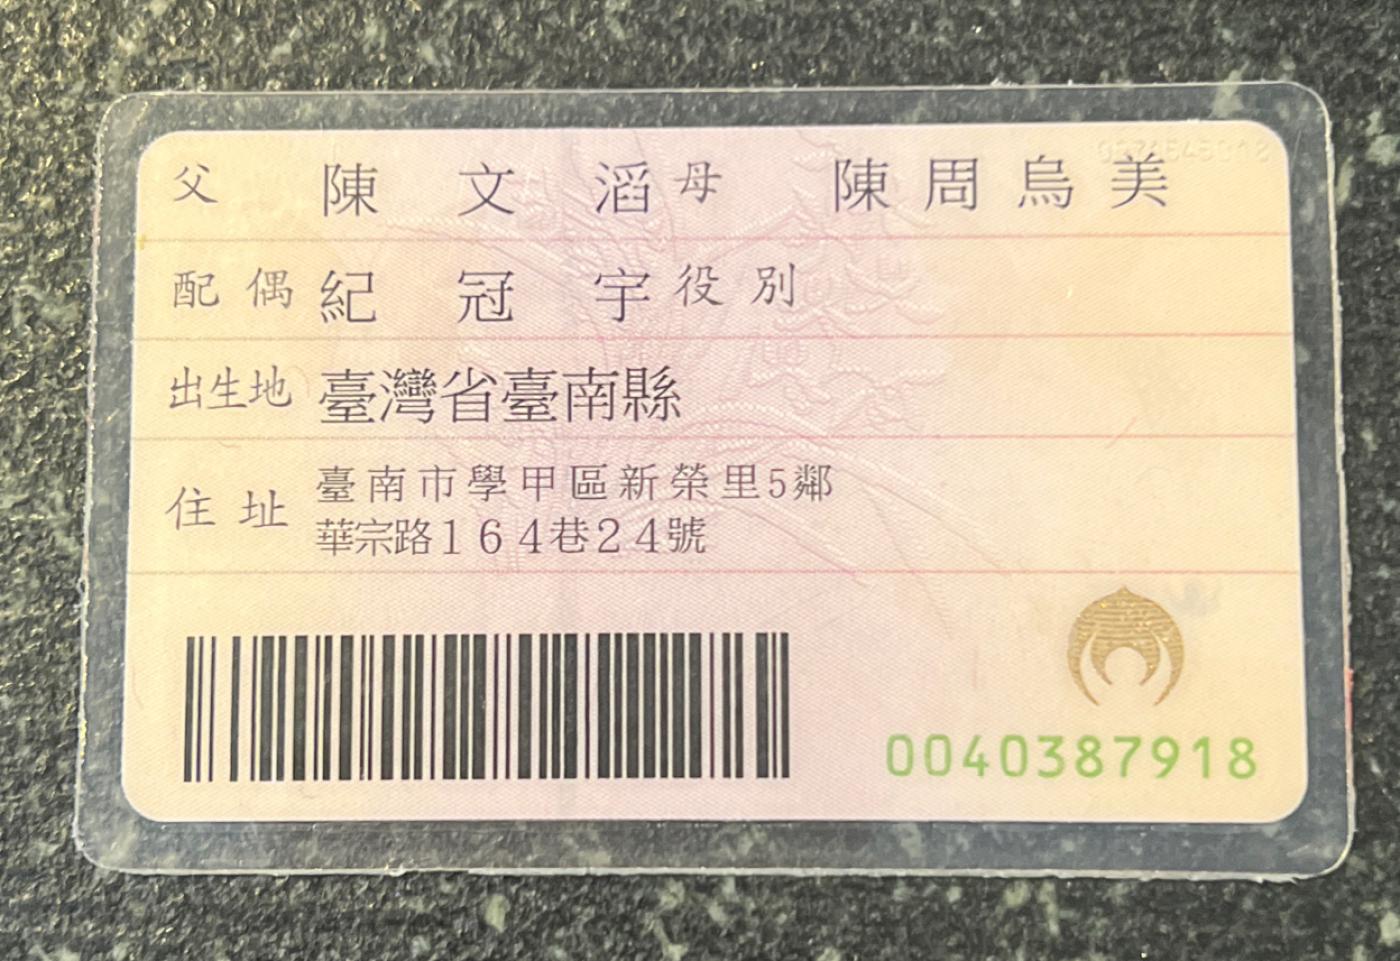 父 陳文滔 母 陳周烏美
配偶 紀冠宇 役別
出生地 臺灣省臺南縣
住址 臺南市學甲區新榮里5鄰
華宗路164巷24號
0040387918